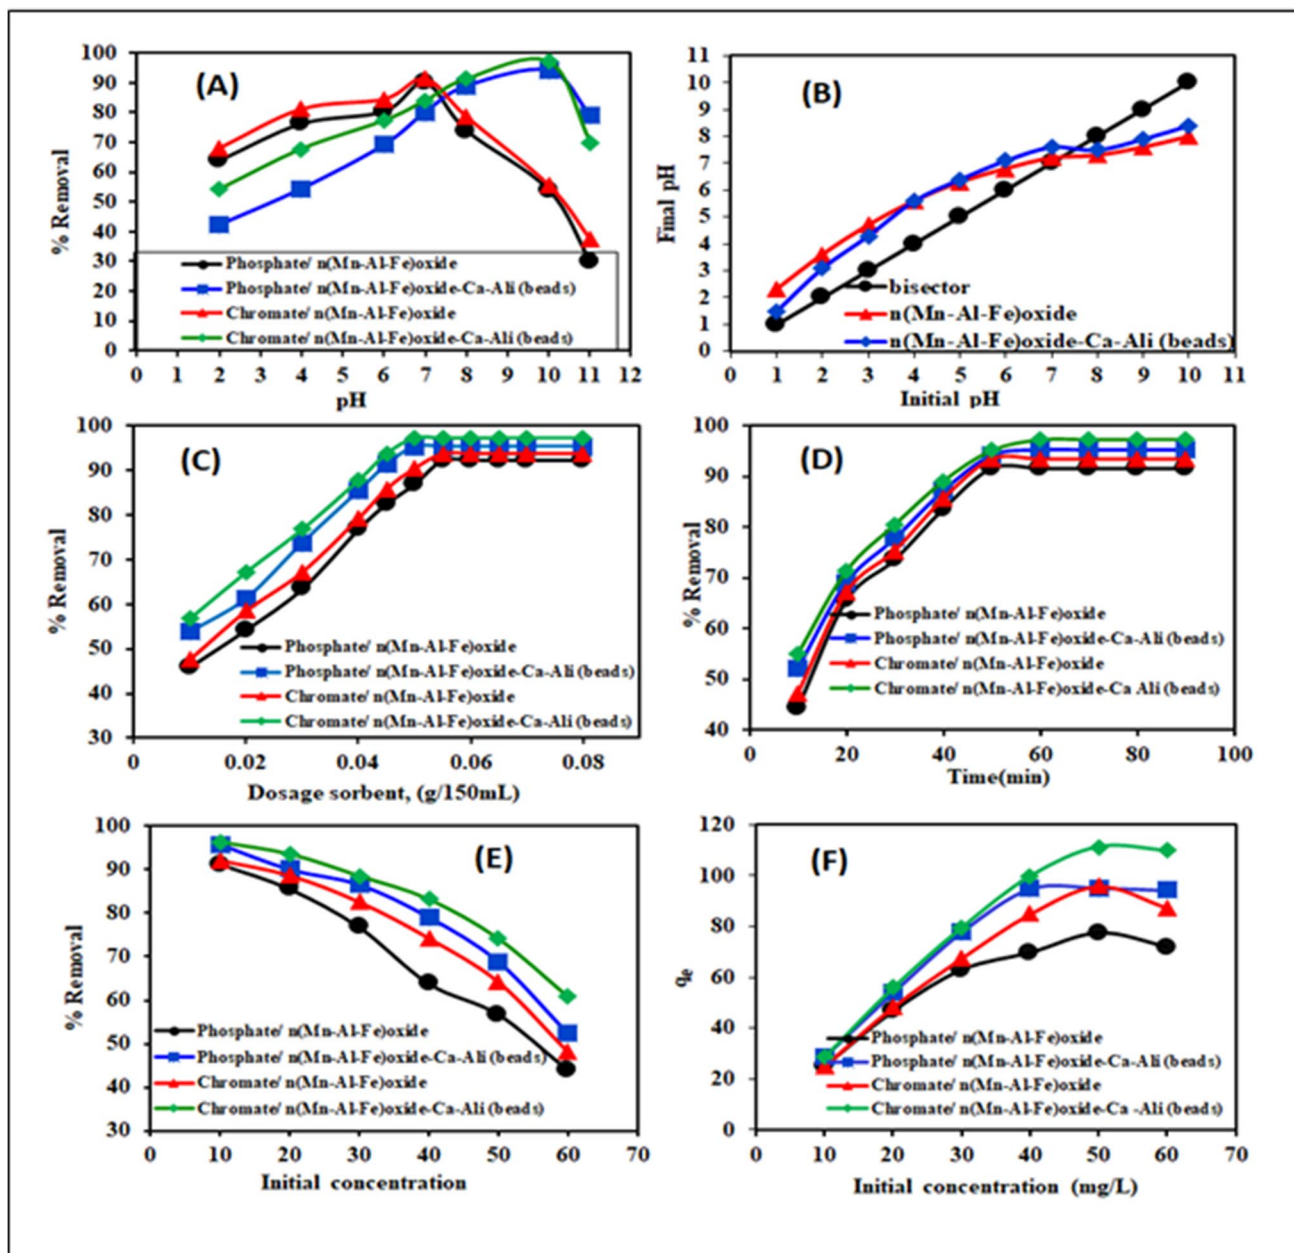 (A)
100
90
80
70
60
50
40
30
20
10
0
% Removal
Phosphate/ n(Mn-Al-Fe)oxide
Phosphate/ n(Mn-Al-Fe)oxide-Ca-Ali (beads)
Chromate/ n(Mn-Al-Fe)oxide
Chromate/ n(Mn-Al-Fe)oxide-Ca-Ali (beads)
0 1 2 3 4 5 6 7 8 9 10 11 12
pH
(B)
11
10
9
8
7
6
5
4
3
2
1
0
Final pH
bisector
n(Mn-Al-Fe)oxide
n(Mn-Al-Fe)oxide-Ca-Ali (beads)
0 1 2 3 4 5 6 7 8 9 10 11
Initial pH
(C)
100
90
80
70
60
50
40
30
% Removal
Phosphate/ n(Mn-Al-Fe)oxide
Phosphate/ n(Mn-Al-Fe)oxide-Ca-Ali (beads)
Chromate/ n(Mn-Al-Fe)oxide
Chromate/ n(Mn-Al-Fe)oxide-Ca-Ali (beads)
0 0.02 0.04 0.06 0.08
Dosage sorbent, (g/150mL)
(D)
100
90
80
70
60
50
40
% Removal
Phosphate/ n(Mn-Al-Fe)oxide
Phosphate/ n(Mn-Al-Fe)oxide-Ca-Ali (beads)
Chromate/ n(Mn-Al-Fe)oxide
Chromate/ n(Mn-Al-Fe)oxide-Ca Ali (beads)
0 20 40 60 80 100
Time(min)
(E)
100
90
80
70
60
50
40
30
% Removal
Phosphate/ n(Mn-Al-Fe)oxide
Phosphate/ n(Mn-Al-Fe)oxide-Ca-Ali (beads)
Chromate/ n(Mn-Al-Fe)oxide
Chromate/ n(Mn-Al-Fe)oxide-Ca-Ali (beads)
0 10 20 30 40 50 60 70
Initial concentration
(F)
120
100
80
60
40
20
0
qe
Phosphate/ n(Mn-Al-Fe)oxide
Phosphate/ n(Mn-Al-Fe)oxide-Ca-Ali (beads)
Chromate/ n(Mn-Al-Fe)oxide
Chromate/ n(Mn-Al-Fe)oxide-Ca -Ali (beads)
0 10 20 30 40 50 60 70
Initial concentration (mg/L)